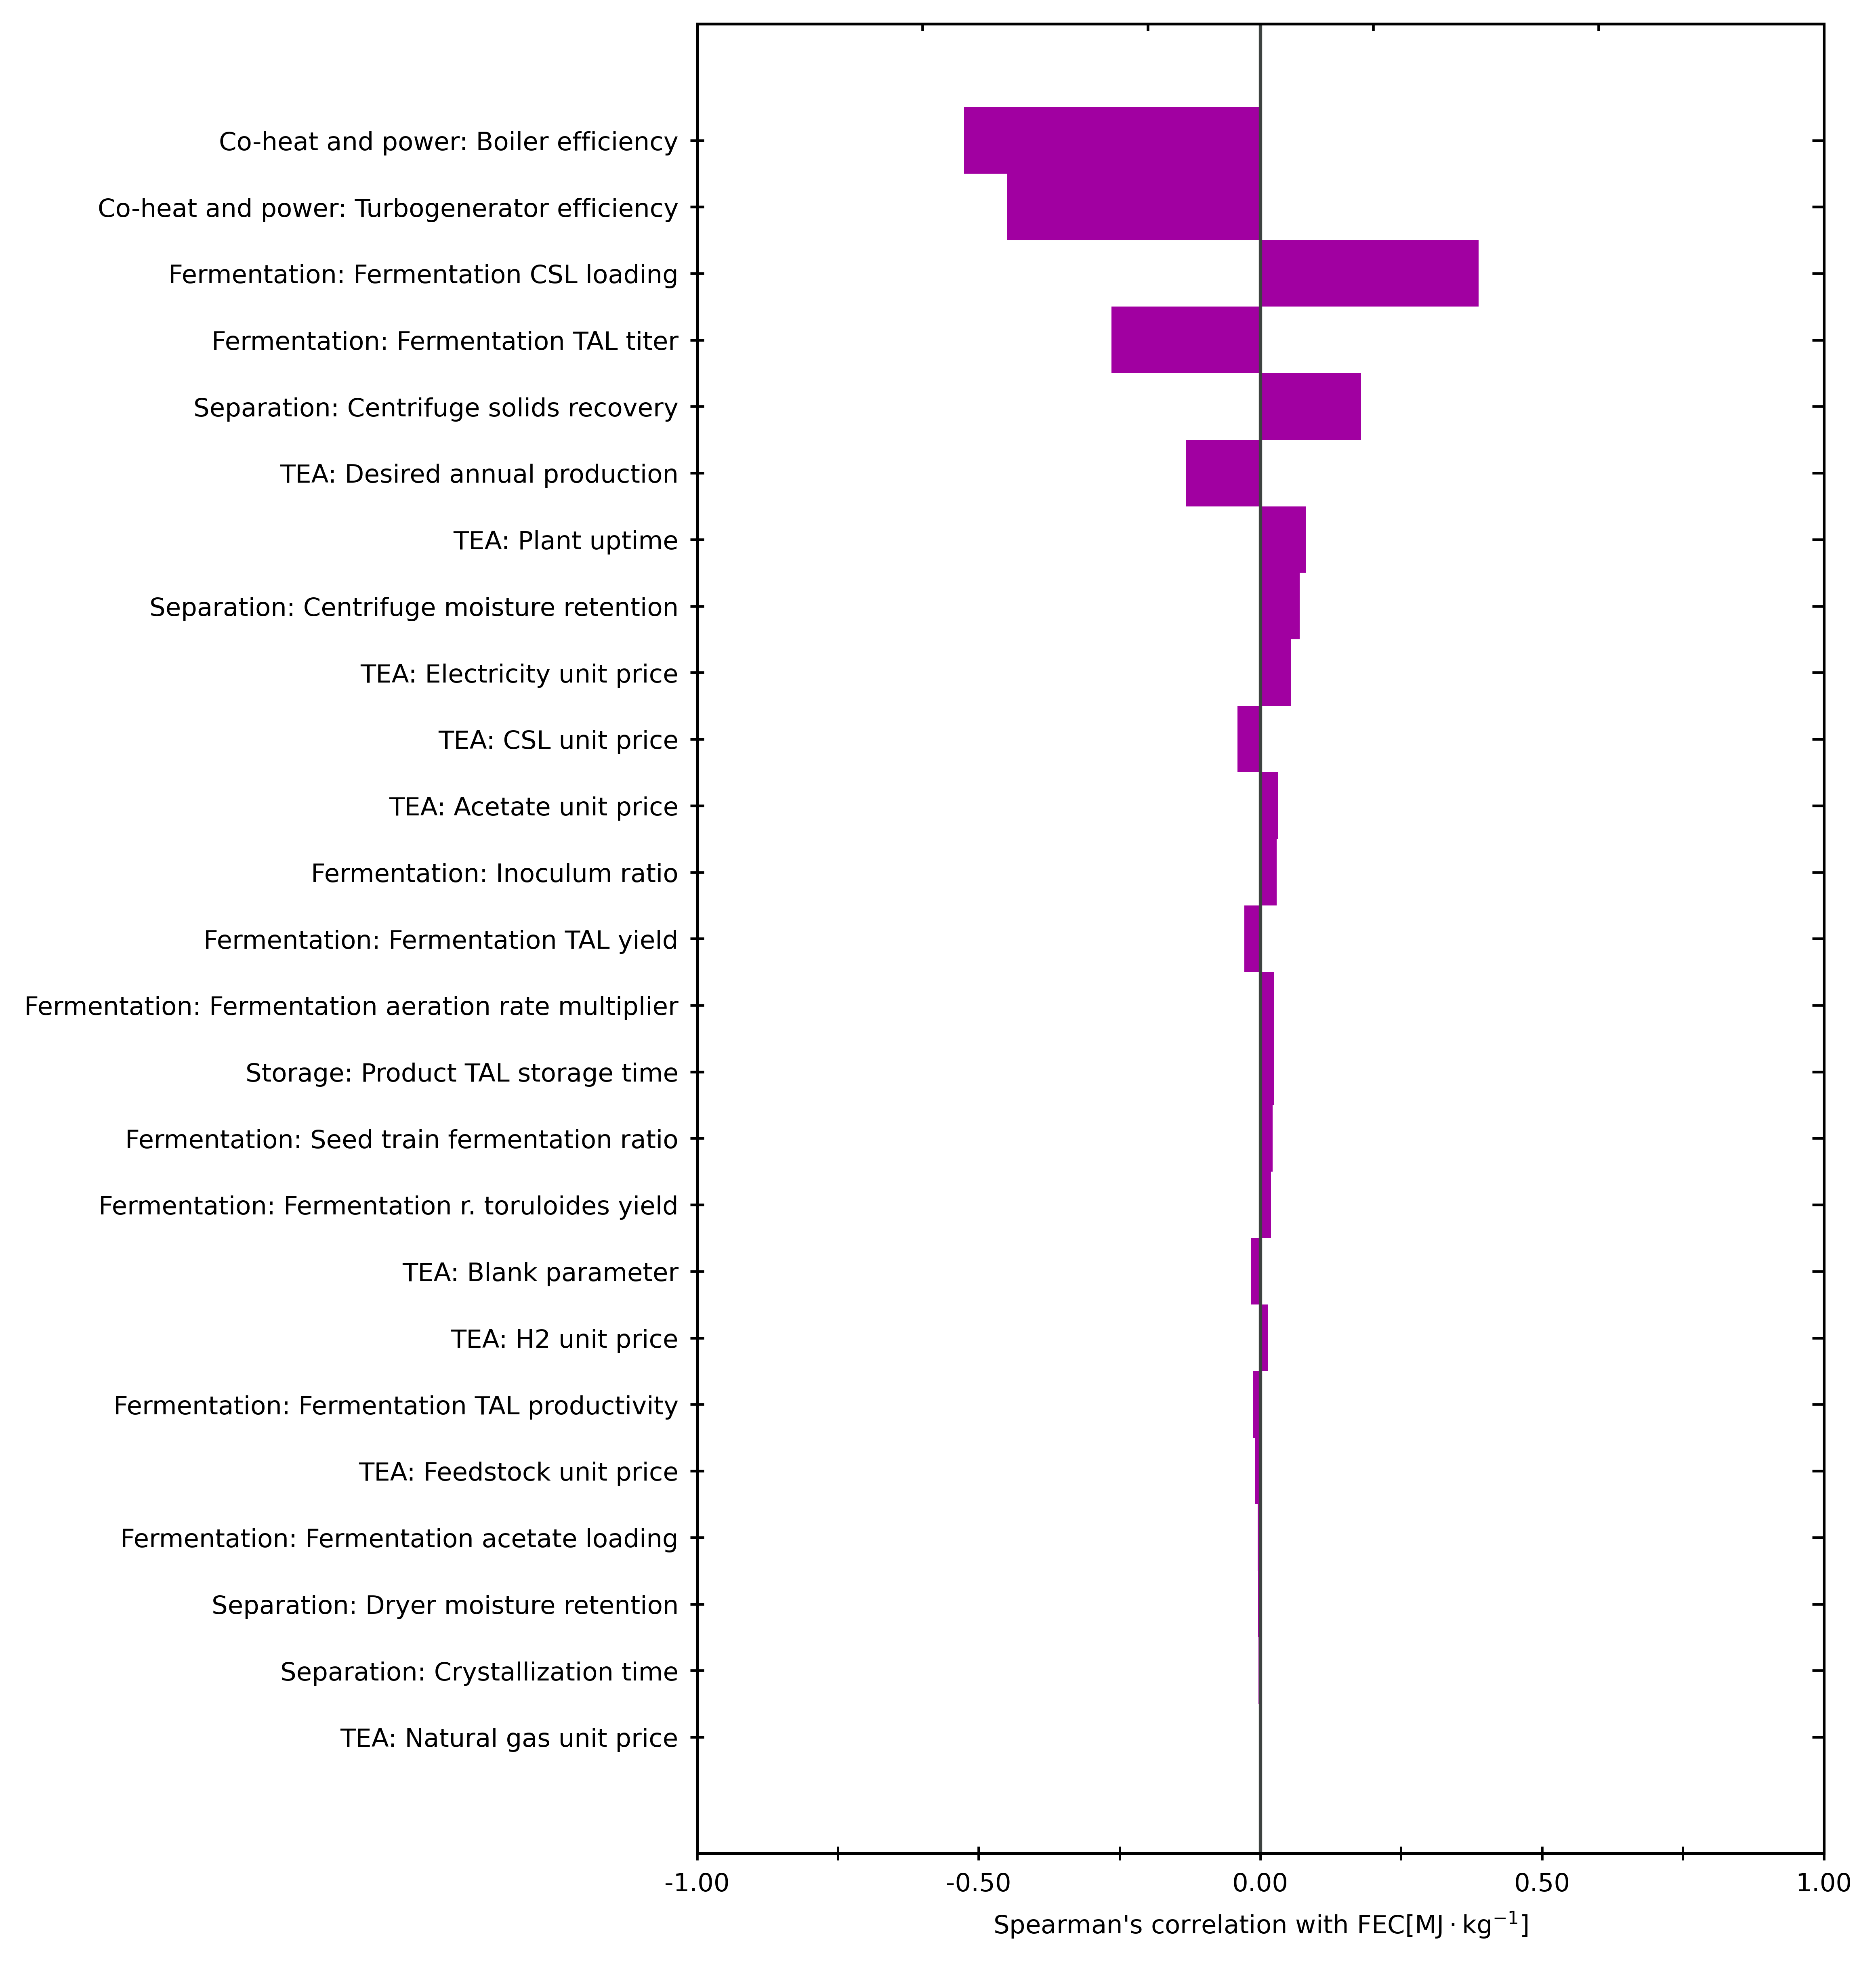 Co-heat and power: Boiler efficiency
Co-heat and power: Turbogenerator efficiency
Fermentation: Fermentation CSL loading
Fermentation: Fermentation TAL titer
Separation: Centrifuge solids recovery
TEA: Desired annual production
TEA: Plant uptime
Separation: Centrifuge moisture retention
TEA: Electricity unit price
TEA: CSL unit price
TEA: Acetate unit price
Fermentation: Inoculum ratio
Fermentation: Fermentation TAL yield
Fermentation: Fermentation aeration rate multiplier
Storage: Product TAL storage time
Fermentation: Seed train fermentation ratio
Fermentation: Fermentation r. toruloides yield
TEA: Blank parameter
TEA: H2 unit price
Fermentation: Fermentation TAL productivity
TEA: Feedstock unit price
Fermentation: Fermentation acetate loading
Separation: Dryer moisture retention
Separation: Crystallization time
TEA: Natural gas unit price
-1.00 -0.50 0.00 0.50 1.00
Spearman's correlation with FEC[MJ·kg⁻¹]